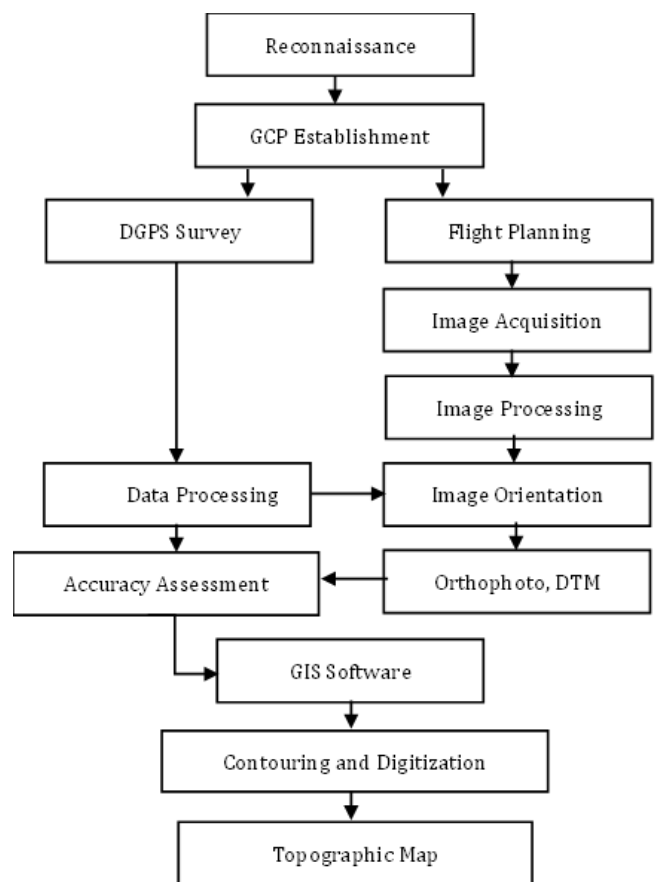 Reconnaissance
GCP Establishment
DGPS Survey
Flight Planning
Image Acquisition
Image Processing
Data Processing
Image Orientation
Accuracy Assessment
Orthophoto, DTM
GIS Software
Contouring and Digitization
Topographic Map